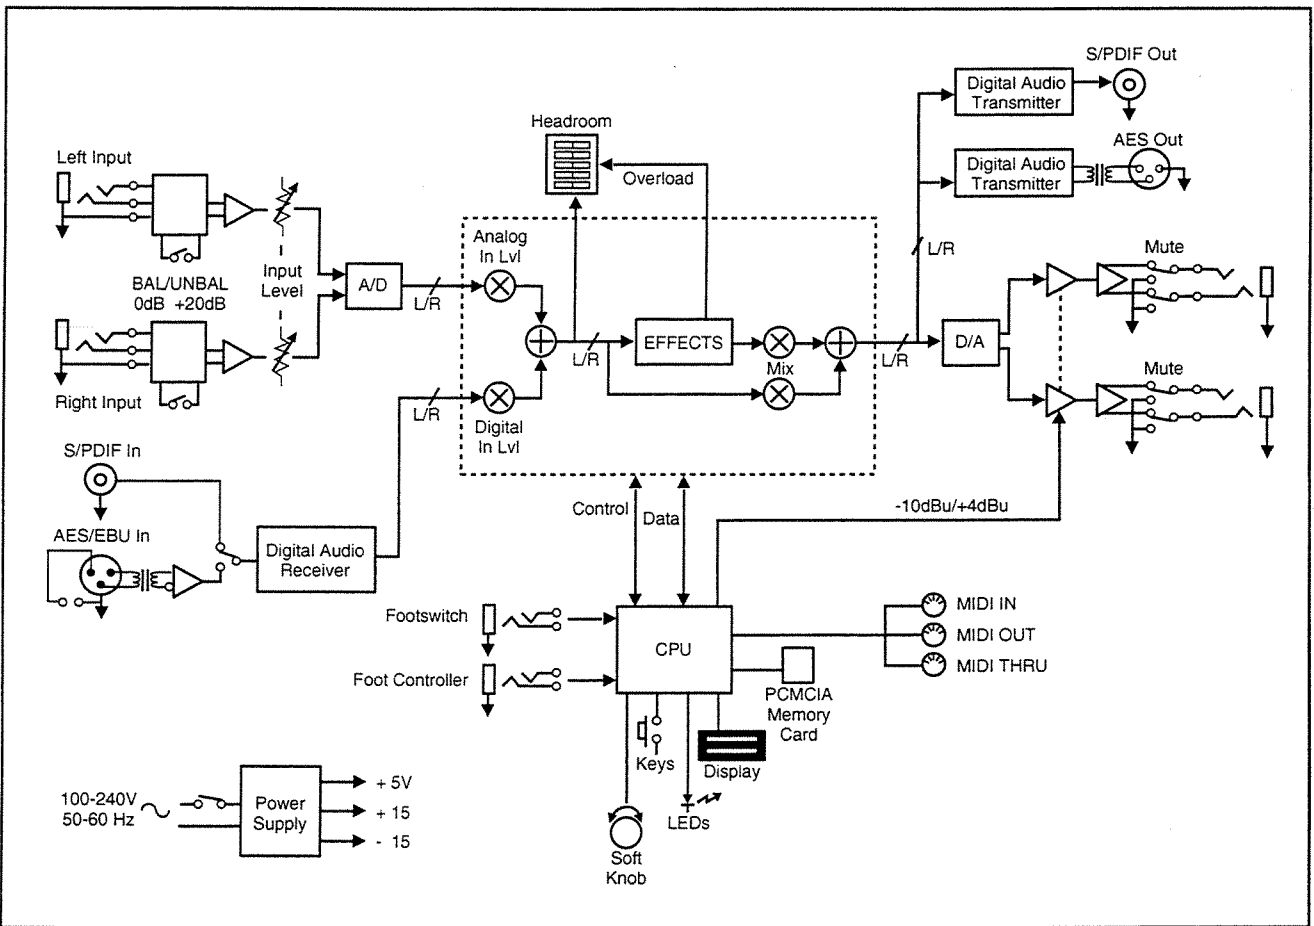 S/PDIF Out
Digital Audio
Transmitter
AES Out
Digital Audio
Transmitter
Headroom
Overload
Left Input
BAL/UNBAL
0dB +20dB
Input
Level
Right Input
A/D
L/R
Analog
In Lvl
L/R
EFFECTS
Mix
L/R
L/R
D/A
Mute
Mute
L/R
Digital
In Lvl
S/PDIF In
AES/EBU In
Digital Audio
Receiver
Control
Data
-10dBu/+4dBu
Footswitch
Foot Controller
CPU
MIDI IN
MIDI OUT
MIDI THRU
PCMCIA
Memory
Card
Keys
Display
LEDs
Soft
Knob
100-240V
50-60 Hz
Power
Supply
+ 5V
+ 15
- 15